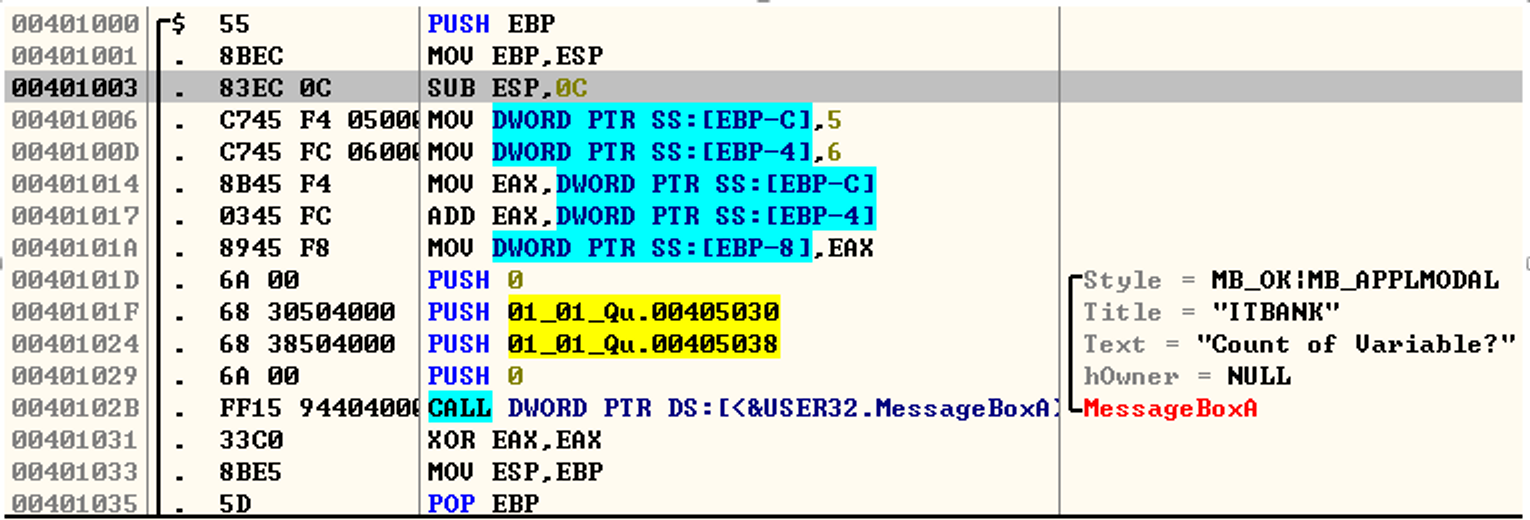 00401000 $ 55 PUSH EBP
00401001 . 8BEC MOV EBP,ESP
00401003 . 83EC 0C SUB ESP,0C
00401006 . C745 F4 05000 MOV DWORD PTR SS:[EBP-C],5
0040100D . C745 FC 06000 MOV DWORD PTR SS:[EBP-4],6
00401014 . 8B45 F4 MOV EAX,DWORD PTR SS:[EBP-C]
00401017 . 0345 FC ADD EAX,DWORD PTR SS:[EBP-4]
0040101A . 8945 F8 MOV DWORD PTR SS:[EBP-8],EAX
0040101D . 6A 00 PUSH 0 Style = MB_OK|MB_APPLMODAL
0040101F . 68 30504000 PUSH 01_01_Qu.00405030 Title = "ITBANK"
00401024 . 68 38504000 PUSH 01_01_Qu.00405038 Text = "Count of Variable?"
00401029 . 6A 00 PUSH 0 hOwner = NULL
0040102B . FF15 94404000 CALL DWORD PTR DS:[<&USER32.MessageBoxA> MessageBoxA
00401031 . 33C0 XOR EAX,EAX
00401033 . 8BE5 MOV ESP,EBP
00401035 . 5D POP EBP